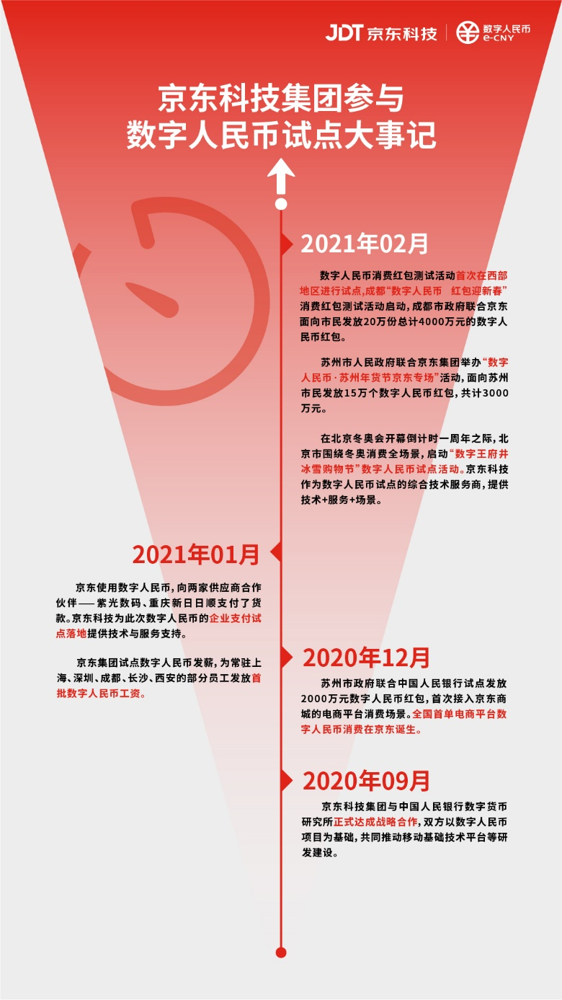 JDT 京东科技 | 数字人民币
e-CNY
京东科技集团参与
数字人民币试点大事记
2021年02月
数字人民币消费红包测试活动首次在西部
地区进行试点,成都“数字人民币 红包迎新春”
消费红包测试活动启动,成都市政府联合京东
面向市民发放20万份总计4000万元的数字人
民币红包。
苏州市人民政府联合京东集团举办“数字
人民币·苏州年货节京东专场”活动,面向苏州
市民发放15万个数字人民币红包,共计3000
万元。
在北京冬奥会开幕倒计时一周年之际,北
京市围绕冬奥消费全场景,启动“数字王府井
冰雪购物节”数字人民币试点活动。京东科技
作为数字人民币试点的综合技术服务商,提供
技术+服务+场景。
2021年01月
京东使用数字人民币,向两家供应商合作
伙伴——紫光数码、重庆新日日顺支付了货
款。京东科技为此次数字人民币的企业支付试
点落地提供技术与服务支持。
京东集团试点数字人民币发薪,为常驻上
海、深圳、成都、长沙、西安的部分员工发放首
批数字人民币工资。
2020年12月
苏州市政府联合中国人民银行试点发放
2000万元数字人民币红包,首次接入京东商
城的电商平台消费场景。全国首单电商平台数
字人民币消费在京东诞生。
2020年09月
京东科技集团与中国人民银行数字货币
研究所正式达成战略合作,双方以数字人民币
项目为基础,共同推动移动基础技术平台等研
发建设。